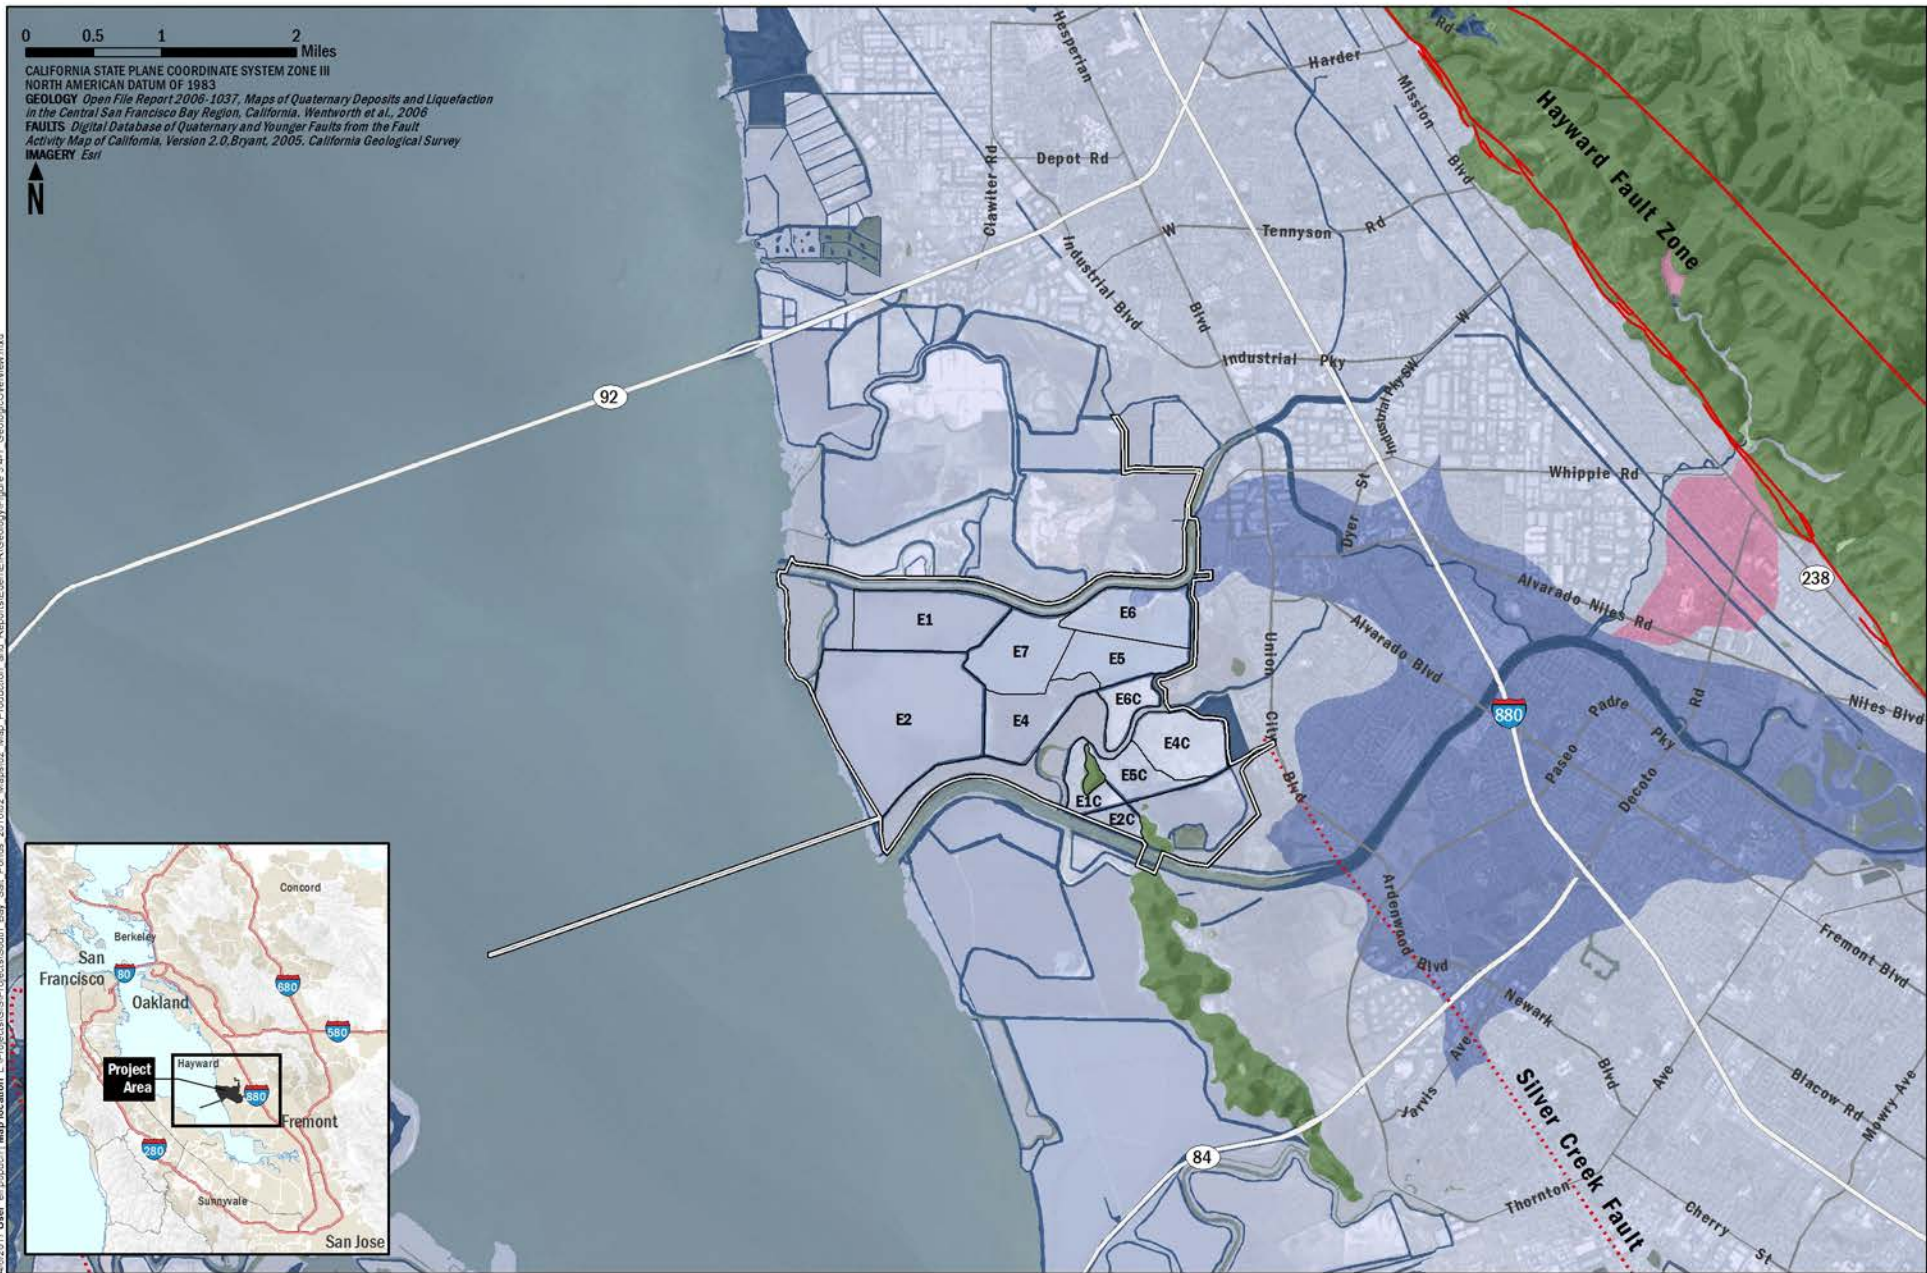 0 0.5 1 2
Miles
CALIFORNIA STATE PLANE COORDINATE SYSTEM ZONE III
NORTH AMERICAN DATUM OF 1983
GEOLOGY Open File Report 2006-1037, Maps of Quaternary Deposits and Liquefaction
in the Central San Francisco Bay Region, California. Wentworth et al., 2006
FAULTS Digital Database of Quaternary and Younger Faults from the Fault
Activity Map of California, Version 2.0,Bryant, 2005, California Geological Survey
IMAGERY Esri
N
Hesperian
Blvd
Harder
Rd
Mission
Blvd
Hayward Fault Zone
Clawiter Rd
Depot Rd
W
Tennyson
Rd
Industrial Blvd
Industrial Pky
W
Industrial Pky SW
92
Whipple Rd
Dyer St
238
Alvarado Niles Rd
Alvarado Blvd
Union
City
Blvd
880
Niles Blvd
Padre
Pky
Paseo
Decoto
Rd
E1
E6
E7
E5
E6C
E2
E4
E4C
E5C
E1C
E2C
Ardenwood
Blvd
Fremont Blvd
Newark
Blvd
Ave
Jarvis
Ave
Blacow Rd
Mowry Ave
Silver Creek Fault
84
Thornton
Cherry
St
Concord
Berkeley
San
Francisco
80
Oakland
680
580
Hayward
Project
Area
880
Fremont
280
Sunnyvale
San Jose